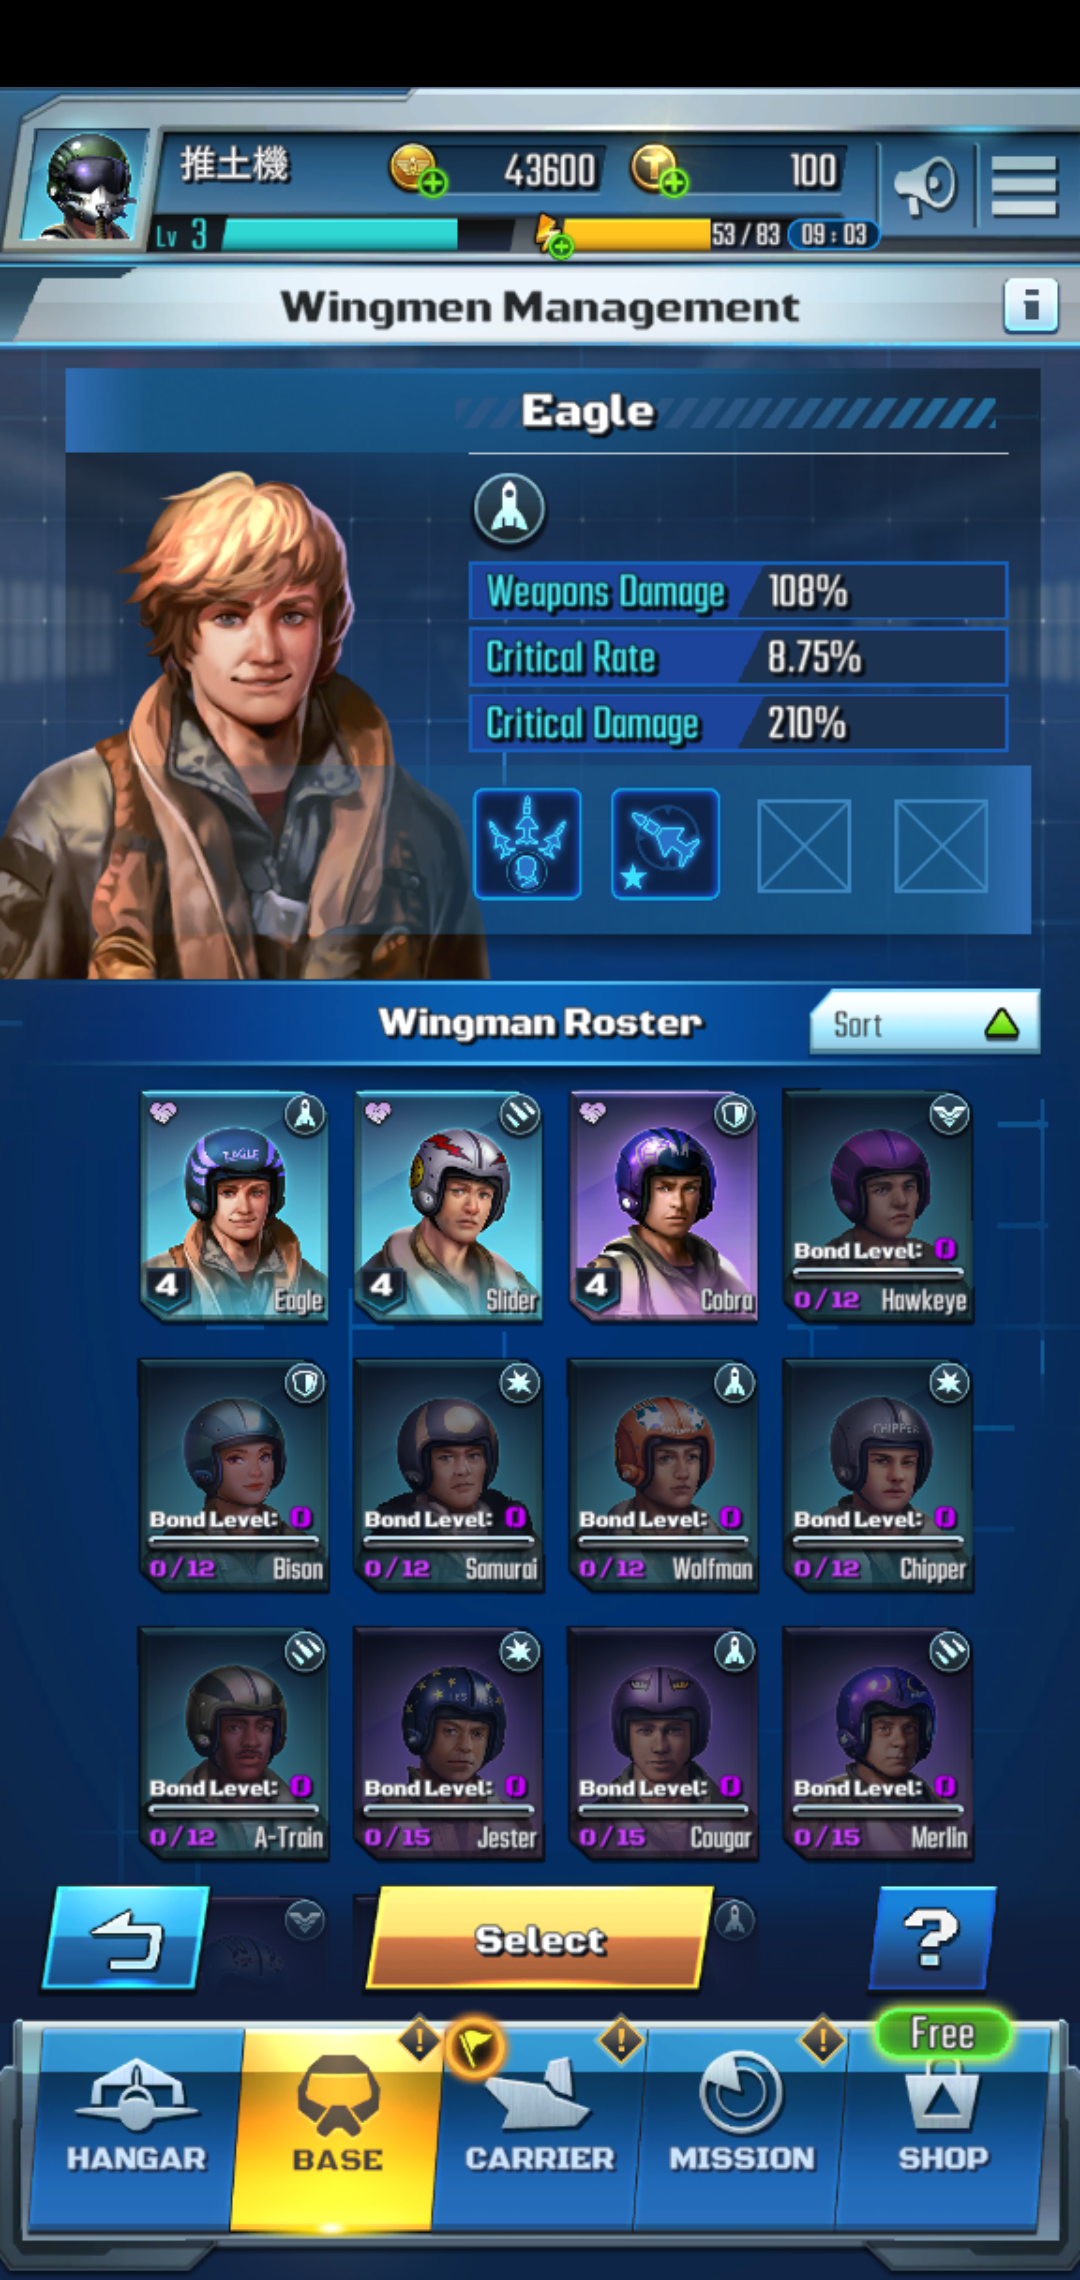 推土機
43600
100
Lv 3
53 / 83
09 : 03
Wingmen Management
i
Eagle
Weapons Damage 108%
Critical Rate 8.75%
Critical Damage 210%
Wingman Roster
Sort
EAGLE
4 Eagle
4 Slider
4 Cobra
Bond Level: 0
0/12 Hawkeye
Bond Level: 0
0/12 Bison
Bond Level: 0
0/12 Samurai
Bond Level: 0
0/12 Wolfman
CHIPPER
Bond Level: 0
0/12 Chipper
Bond Level: 0
0/12 A-Train
Bond Level: 0
0/15 Jester
Bond Level: 0
0/15 Cougar
Bond Level: 0
0/15 Merlin
Select
?
Free
HANGAR
BASE
CARRIER
MISSION
SHOP